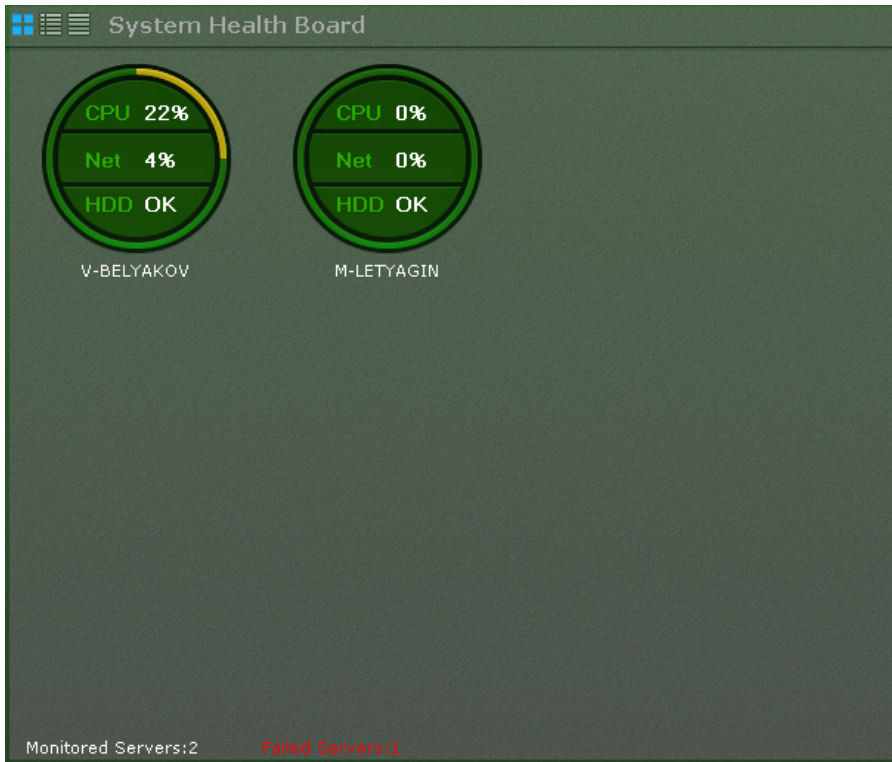 System Health Board
CPU 22%
Net 4%
HDD OK
V-BELYAKOV
CPU 0%
Net 0%
HDD OK
M-LETYAGIN
Monitored Servers:2
Failed Servers:1